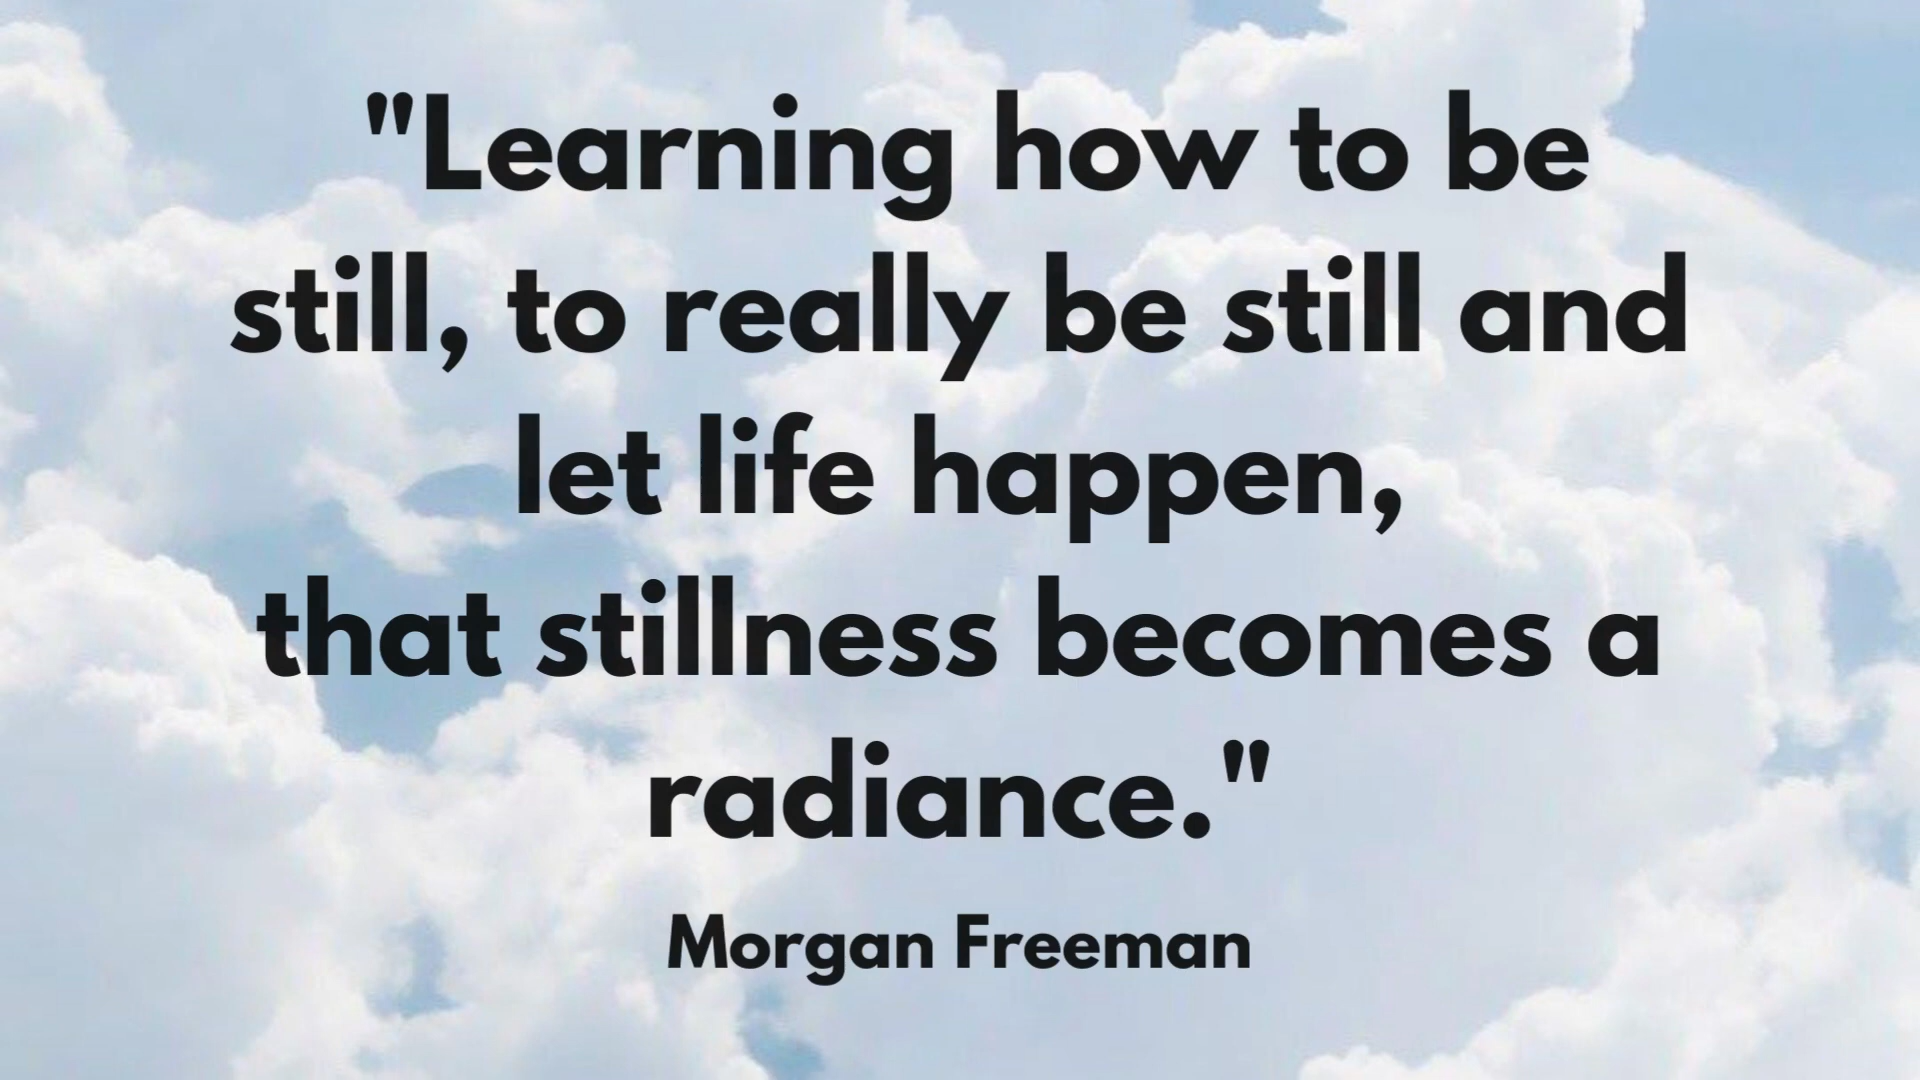 "Learning how to be
still, to really be still and
let life happen,
that stillness becomes a
radiance."
Morgan Freeman